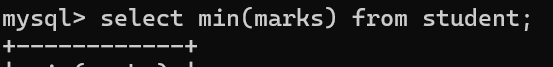 mysql> select min(marks) from student;
+------------+